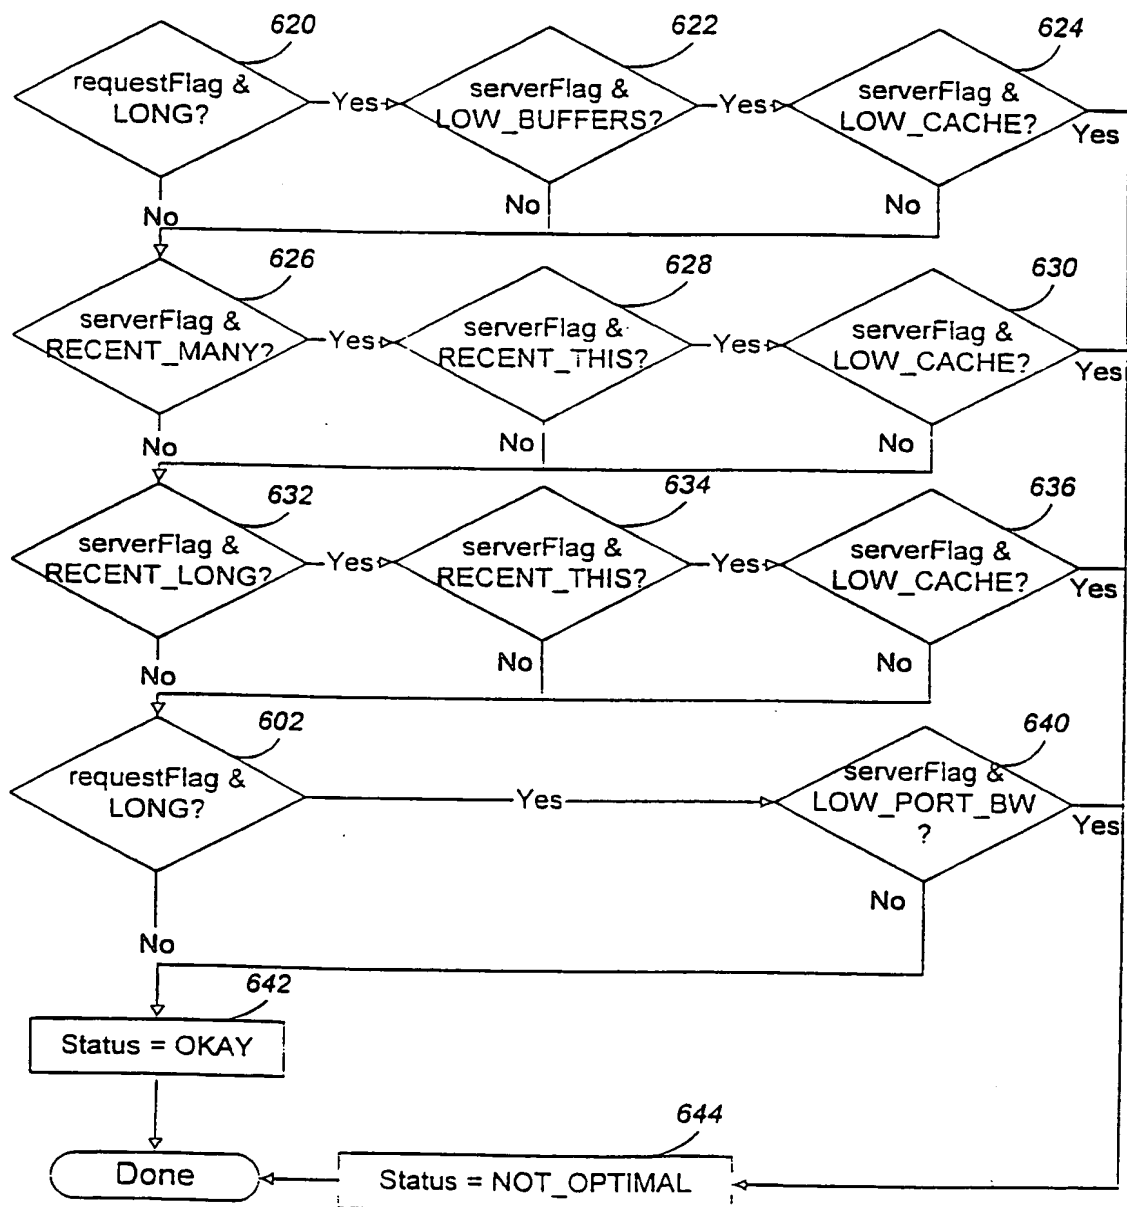 620
622
624
requestFlag &
LONG?
Yes
serverFlag &
LOW_BUFFERS?
Yes
serverFlag &
LOW_CACHE?
Yes
No
No
No
626
628
630
serverFlag &
RECENT_MANY?
Yes
serverFlag &
RECENT_THIS?
Yes
serverFlag &
LOW_CACHE?
Yes
No
No
No
632
634
636
serverFlag &
RECENT_LONG?
Yes
serverFlag &
RECENT_THIS?
Yes
serverFlag &
LOW_CACHE?
Yes
No
No
No
602
640
requestFlag &
LONG?
Yes
serverFlag &
LOW_PORT_BW
?
Yes
No
No
642
Status = OKAY
644
Done
Status = NOT_OPTIMAL